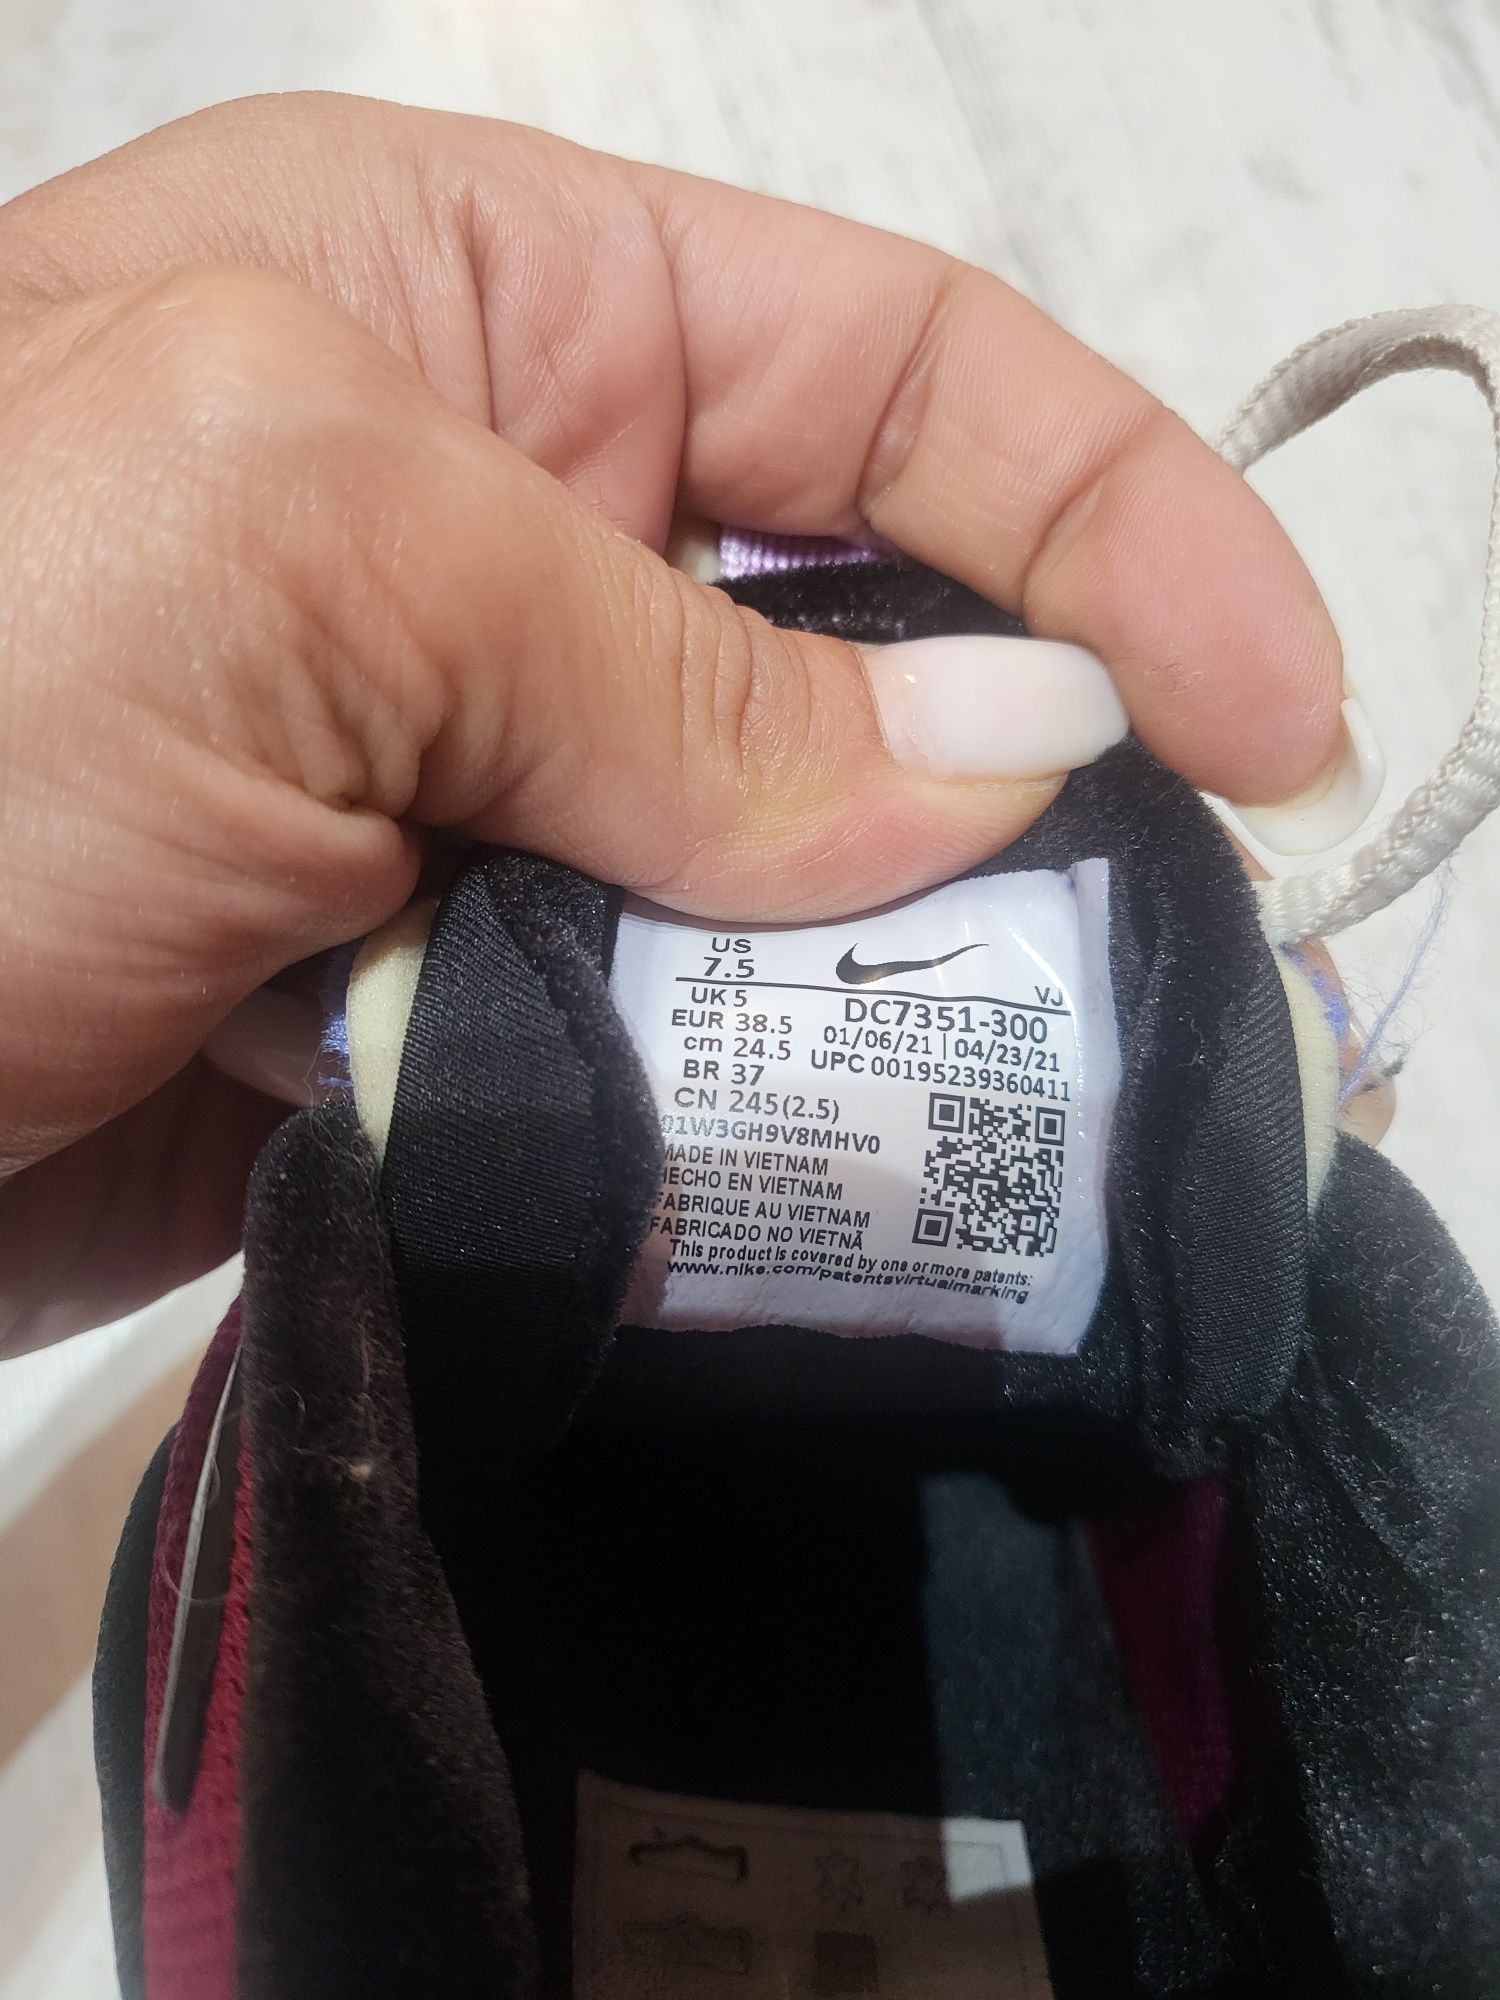 US
7.5
VJ
UK 5
DC7351-300
EUR 38.5
01/06/21 | 04/23/21
cm 24.5
UPC 00195239360411
BR 37
CN 245(2.5)
01W3GH9V8MHV0
MADE IN VIETNAM
HECHO EN VIETNAM
FABRIQUE AU VIETNAM
FABRICADO NO VIETNÃ
This product is covered by one or more patents:
www.nike.com/patentsvirtualmarking